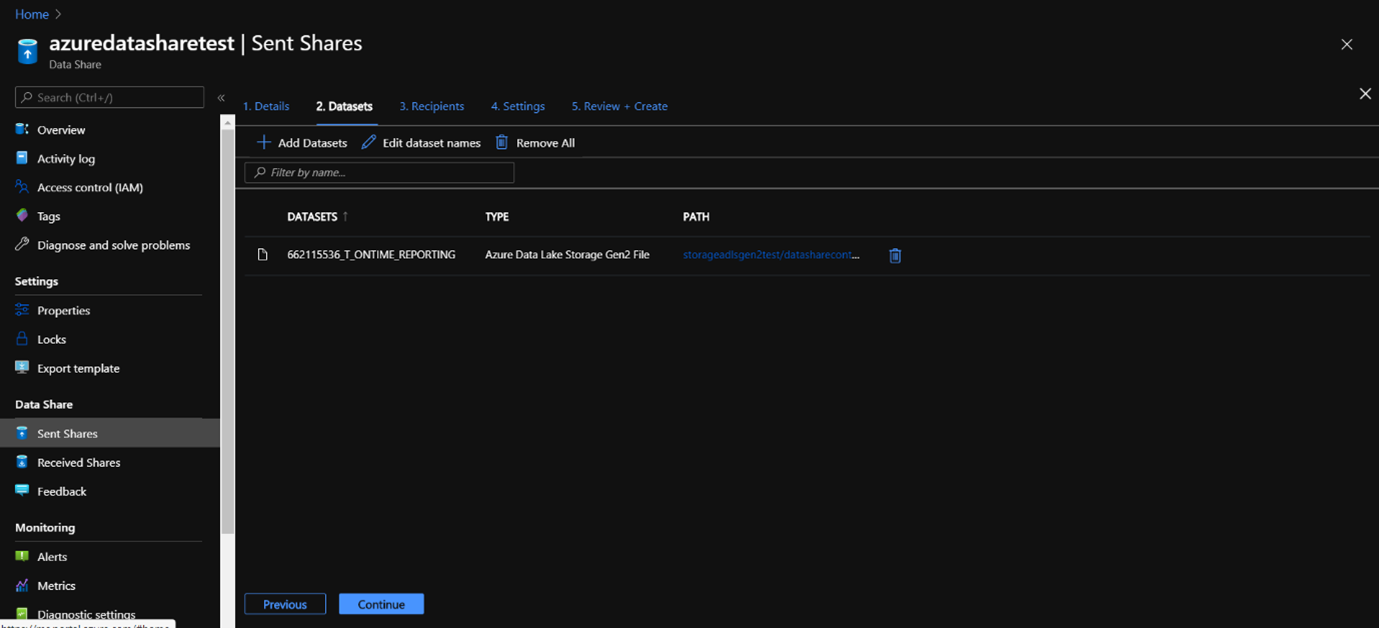 Home >
azuredatasharetest | Sent Shares
Data Share
Search (Ctrl+/)
«
Overview
Activity log
Access control (IAM)
Tags
Diagnose and solve problems
Settings
Properties
Locks
Export template
Data Share
Sent Shares
Received Shares
Feedback
Monitoring
Alerts
Metrics
Diagnostic settings
1. Details 2. Datasets 3. Recipients 4. Settings 5. Review + Create
+ Add Datasets Edit dataset names Remove All
Filter by name...
DATASETS ↑ TYPE PATH
662115536_T_ONTIME_REPORTING Azure Data Lake Storage Gen2 File storageadlsgen2test/datasharecont...
Previous Continue